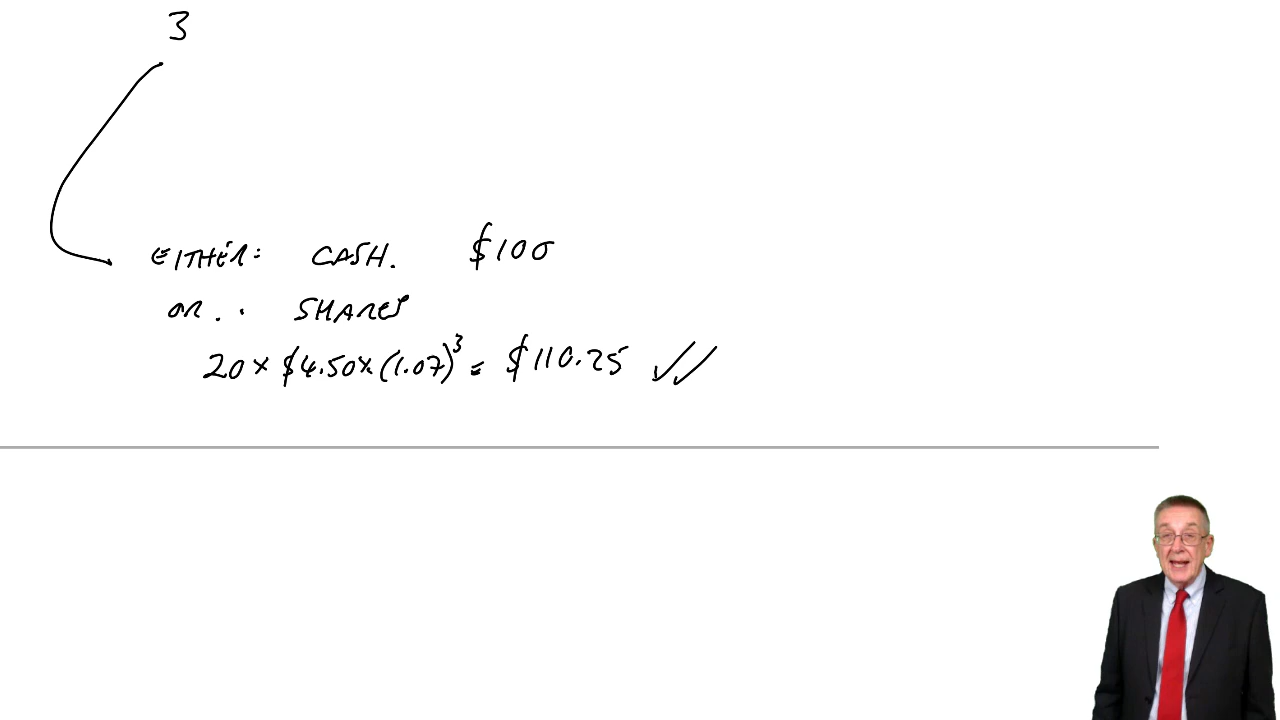 3
EITHER: CASH. $100
OR. . SHARES
20 × $4.50 × (1.07)³ = $110.25